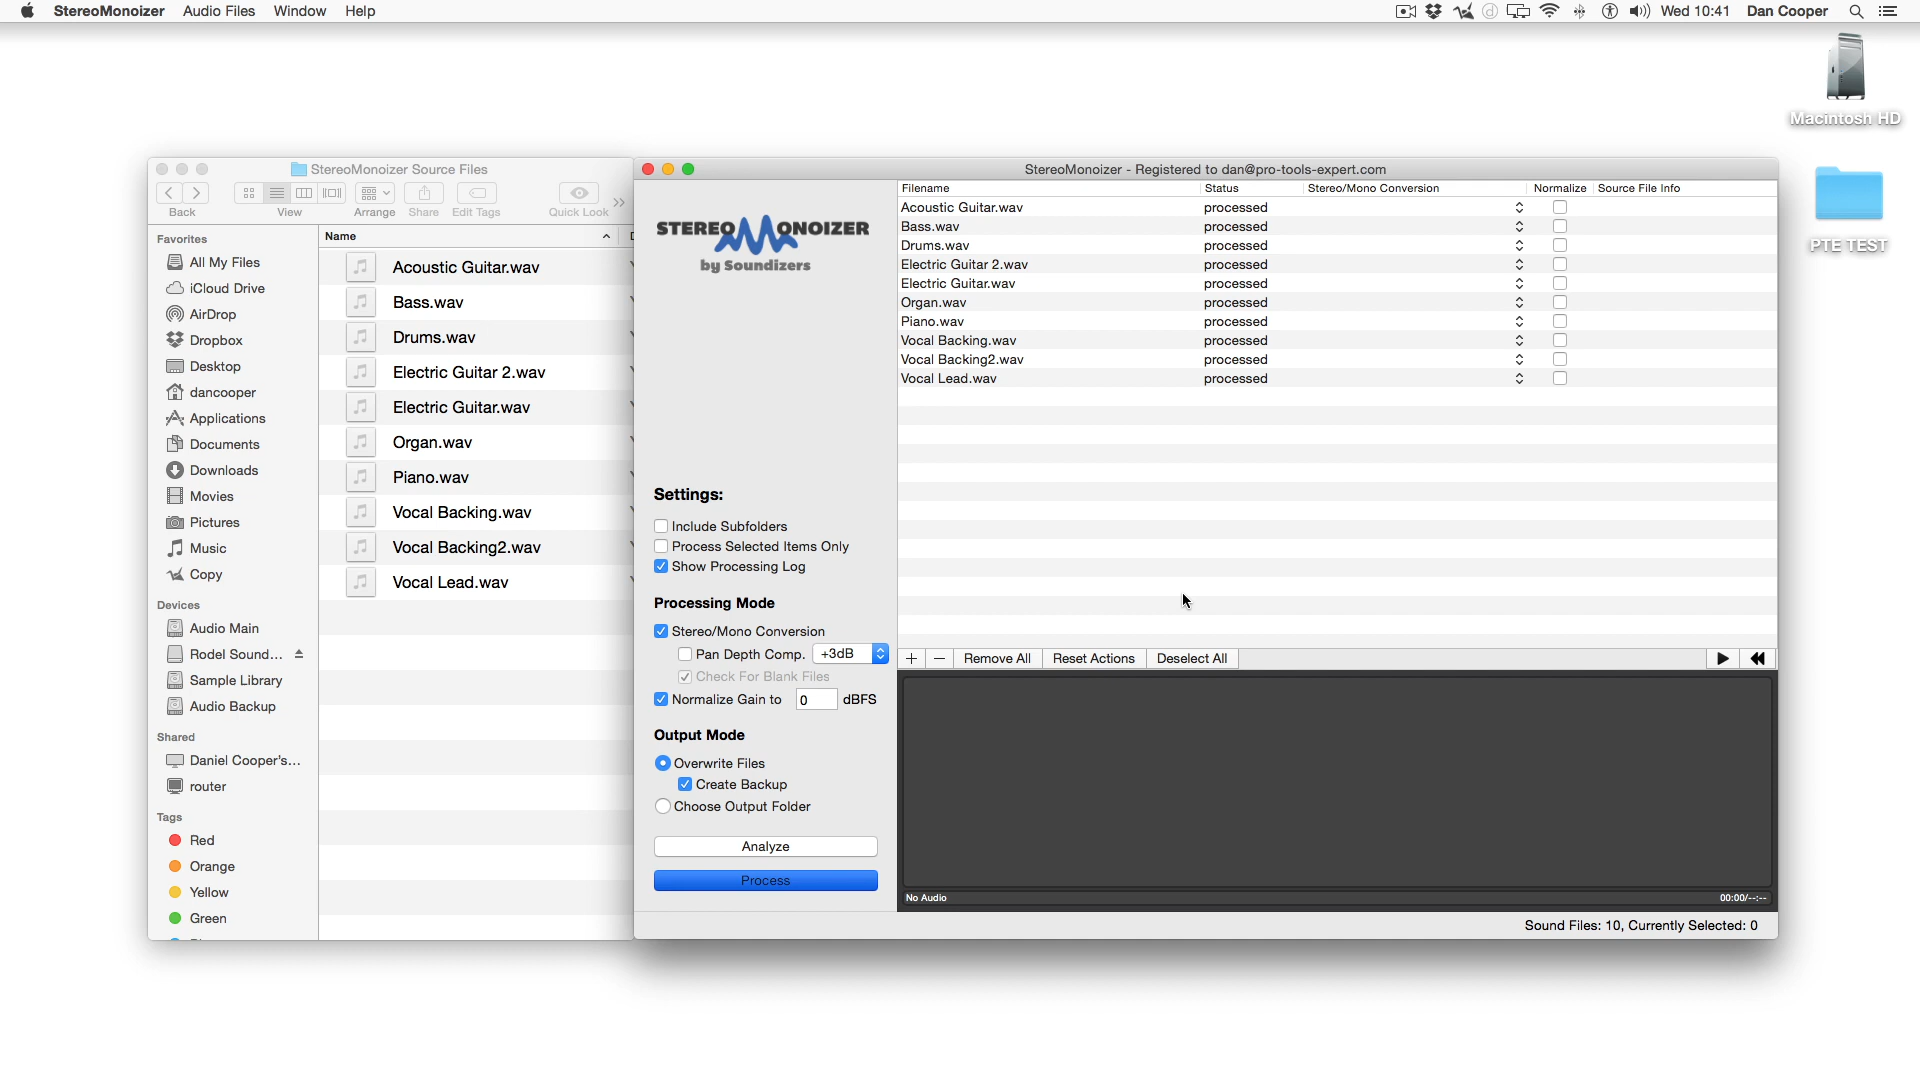 StereoMonoizer Audio Files Window Help
Wed 10:41 Dan Cooper
Macintosh HD
PTE TEST
StereoMonoizer Source Files
Back View Arrange Share Edit Tags Quick Look
Favorites
All My Files
iCloud Drive
AirDrop
Dropbox
Desktop
dancooper
Applications
Documents
Downloads
Movies
Pictures
Music
Copy
Devices
Audio Main
Rodel Sound...
Sample Library
Audio Backup
Shared
Daniel Cooper's...
router
Tags
Red
Orange
Yellow
Green
Name
Acoustic Guitar.wav
Bass.wav
Drums.wav
Electric Guitar 2.wav
Electric Guitar.wav
Organ.wav
Piano.wav
Vocal Backing.wav
Vocal Backing2.wav
Vocal Lead.wav
StereoMonoizer - Registered to dan@pro-tools-expert.com
STEREOMONOIZER
by Soundizers
Settings:
Include Subfolders
Process Selected Items Only
Show Processing Log
Processing Mode
Stereo/Mono Conversion
Pan Depth Comp. +3dB
Check For Blank Files
Normalize Gain to 0 dBFS
Output Mode
Overwrite Files
Create Backup
Choose Output Folder
Analyze
Process
Filename Status Stereo/Mono Conversion Normalize Source File Info
Acoustic Guitar.wav processed
Bass.wav processed
Drums.wav processed
Electric Guitar 2.wav processed
Electric Guitar.wav processed
Organ.wav processed
Piano.wav processed
Vocal Backing.wav processed
Vocal Backing2.wav processed
Vocal Lead.wav processed
+ − Remove All Reset Actions Deselect All
No Audio 00:00/--:--
Sound Files: 10, Currently Selected: 0